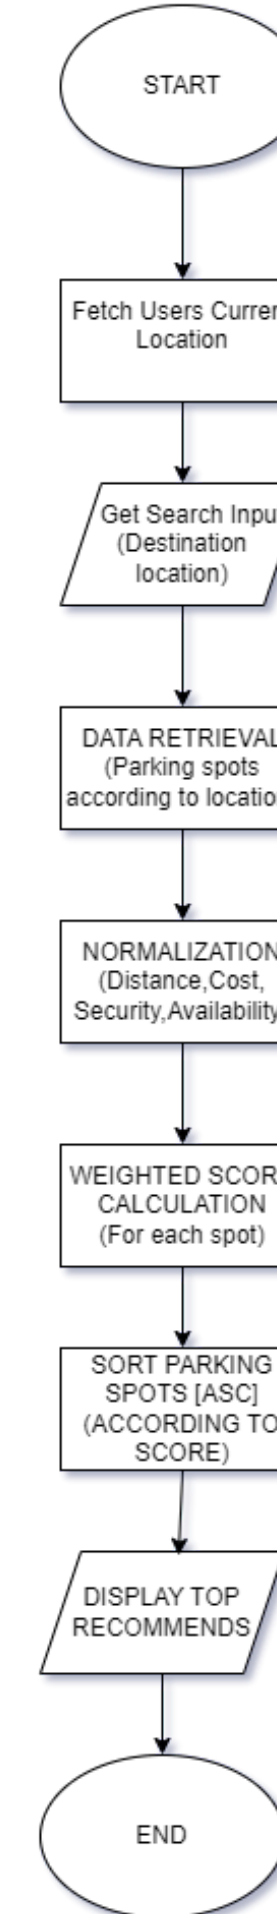 START
Fetch Users Curren
Location
Get Search Inpu
(Destination
location)
DATA RETRIEVAL
(Parking spots
according to location
NORMALIZATION
(Distance,Cost,
Security,Availability
WEIGHTED SCOR
CALCULATION
(For each spot)
SORT PARKING
SPOTS [ASC]
(ACCORDING TO
SCORE)
DISPLAY TOP
RECOMMENDS
END